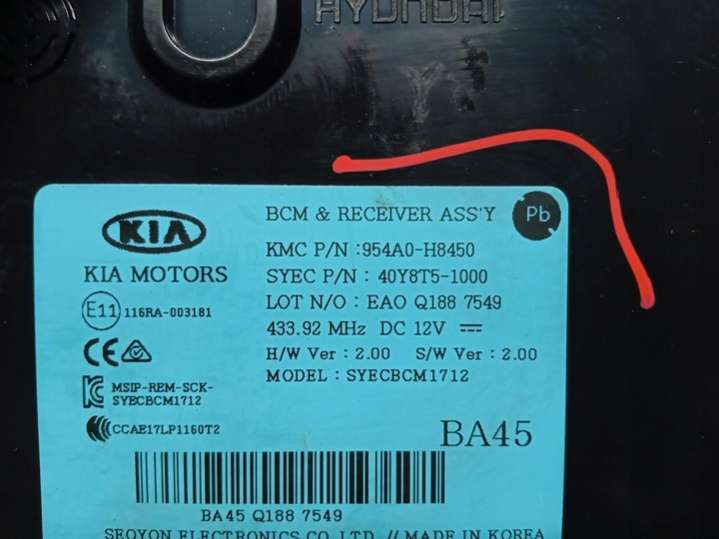 HYUNDAI
KIA
KIA MOTORS
E11 116RA-003181
CE
MSIP-REM-SCK-
SYECBCM1712
CCAE17LP1160T2
BCM & RECEIVER ASS'Y
Pb
KMC P/N :954A0-H8450
SYEC P/N : 40Y8T5-1000
LOT N/O : EAO Q188 7549
433.92 MHz DC 12V
H/W Ver : 2.00 S/W Ver : 2.00
MODEL : SYECBCM1712
BA45
BA45 Q188 7549
SEOYON ELECTRONICS CO.,LTD. // MADE IN KOREA